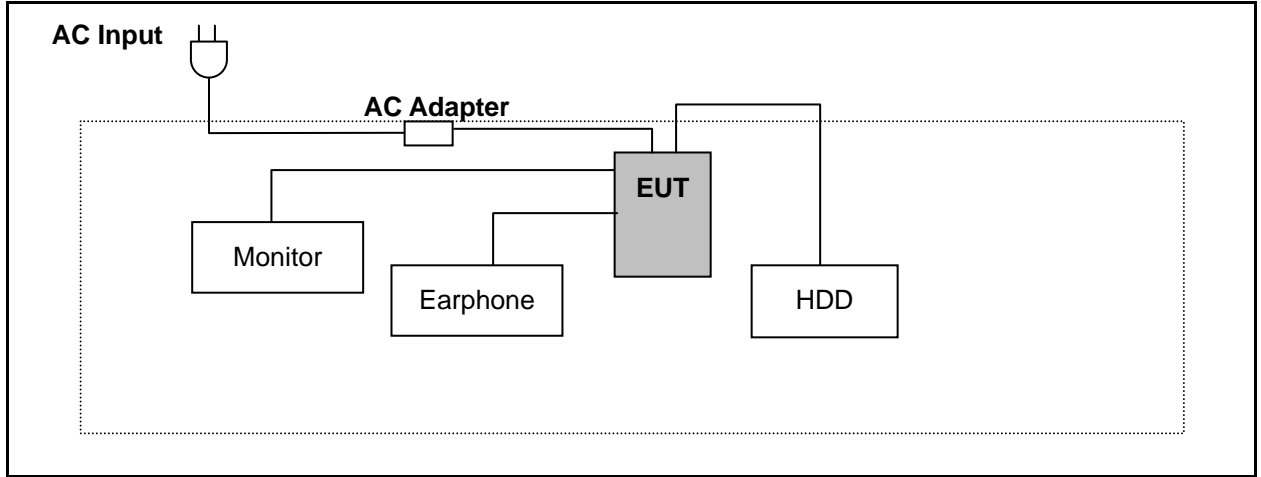 AC Input
AC Adapter
EUT
Monitor
Earphone
HDD